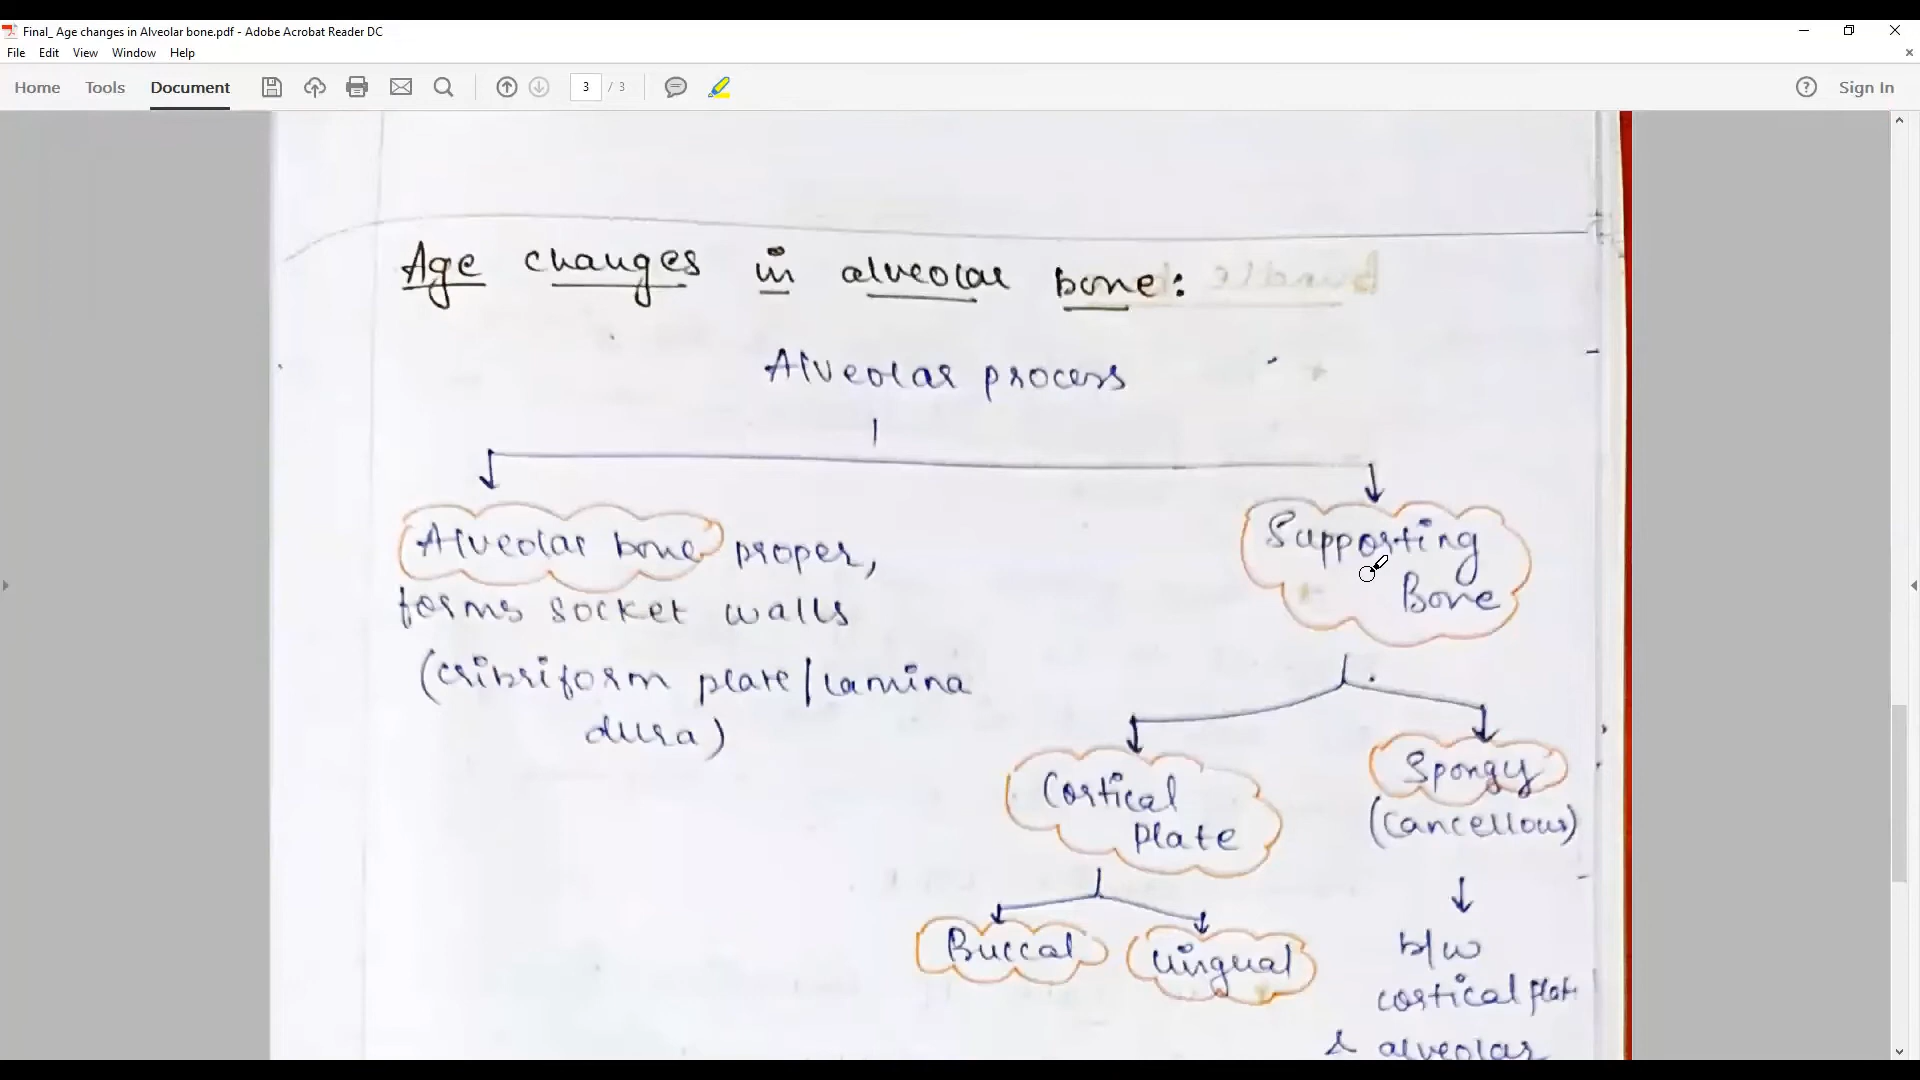 Final_ Age changes in Alveolar bone.pdf - Adobe Acrobat Reader DC
File Edit View Window Help
Home Tools Document 3 / 3 Sign In
Age changes in alveolar bone:
Alveolar process
Alveolar bone proper,
forms socket walls
(cribriform plate/lamina
dura)
Supporting
Bone
Cortical
Plate
Spongy
(cancellous)
Buccal
Lingual
b/w
cortical plate
& alveolar